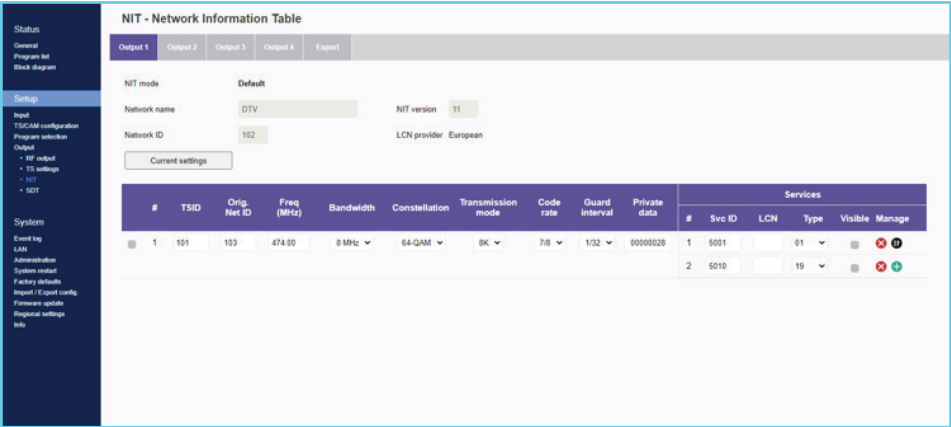 Status
General
Program list
Block diagram
Setup
Input
TS/CAM configuration
Program selection
Output
• RF output
• TS settings
• NIT
• SDT
System
Event log
LAN
Administration
System restart
Factory defaults
Import / Export config.
Firmware update
Regional settings
Info
NIT - Network Information Table
Output 1 Output 2 Output 3 Output 4 Export
NIT mode Default
Network name DTV NIT version 11
Network ID 102 LCN provider European
Current settings
Services
# TSID Orig. Net ID Freq (MHz) Bandwidth Constellation Transmission mode Code rate Guard interval Private data # Svc ID LCN Type Visible Manage
1 101 103 474.00 8 MHz 64-QAM 8K 7/8 1/32 00000028 1 5001 01
2 5010 19